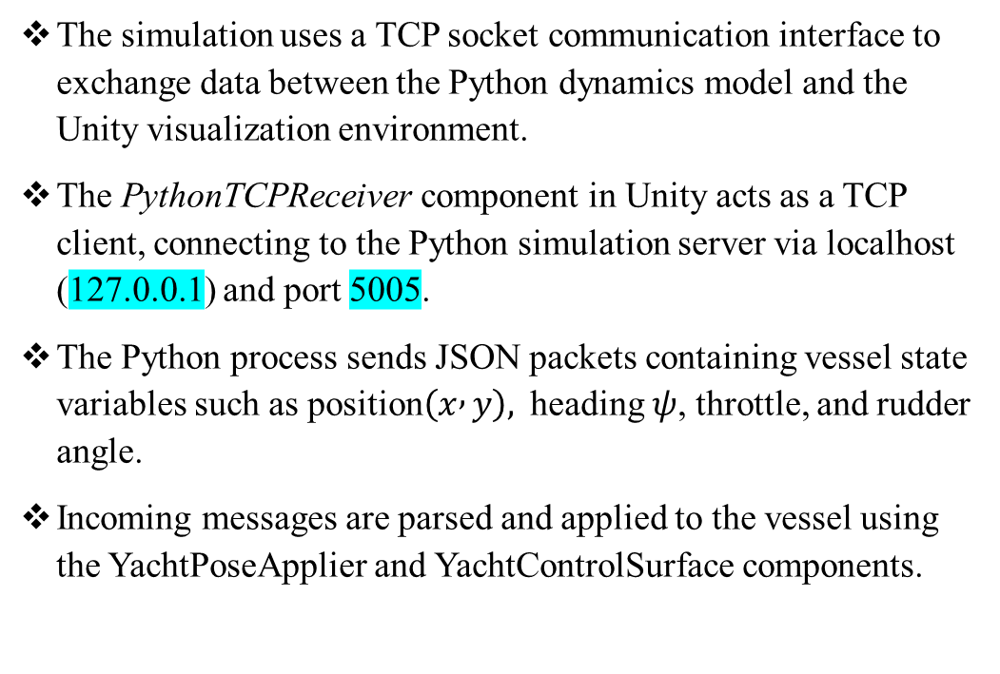 ❖ The simulation uses a TCP socket communication interface to
exchange data between the Python dynamics model and the
Unity visualization environment.
❖ The PythonTCPReceiver component in Unity acts as a TCP
client, connecting to the Python simulation server via localhost
(127.0.0.1) and port 5005.
❖ The Python process sends JSON packets containing vessel state
variables such as position(x, y), heading ψ, throttle, and rudder
angle.
❖ Incoming messages are parsed and applied to the vessel using
the YachtPoseApplier and YachtControlSurface components.